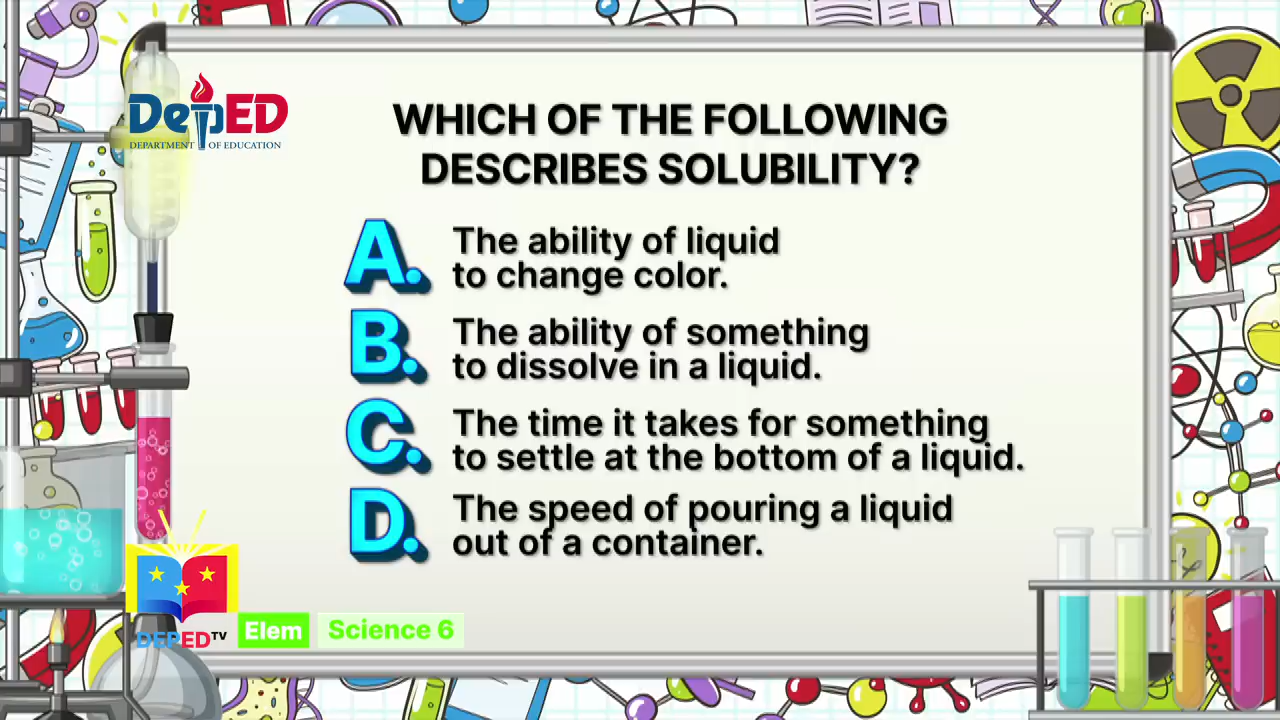 DepED
DEPARTMENT OF EDUCATION
WHICH OF THE FOLLOWING
DESCRIBES SOLUBILITY?
A. The ability of liquid
to change color.
B. The ability of something
to dissolve in a liquid.
C. The time it takes for something
to settle at the bottom of a liquid.
D. The speed of pouring a liquid
out of a container.
DEPED TV
Elem Science 6